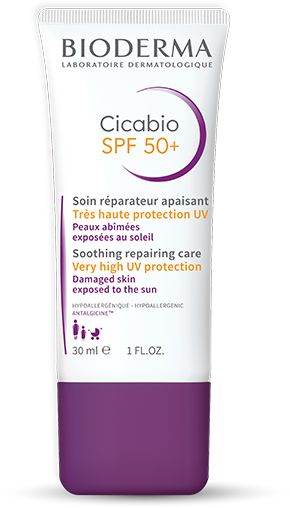 BIODERMA
LABORATOIRE DERMATOLOGIQUE
Cicabio
SPF 50+
Soin réparateur apaisant
Très haute protection UV
Peaux abîmées
exposées au soleil
Soothing repairing care
Very high UV protection
Damaged skin
exposed to the sun
HYPOALLERGÉNIQUE - HYPOALLERGENIC
ANTALGICINE™
30 ml ℮ 1 FL.OZ.